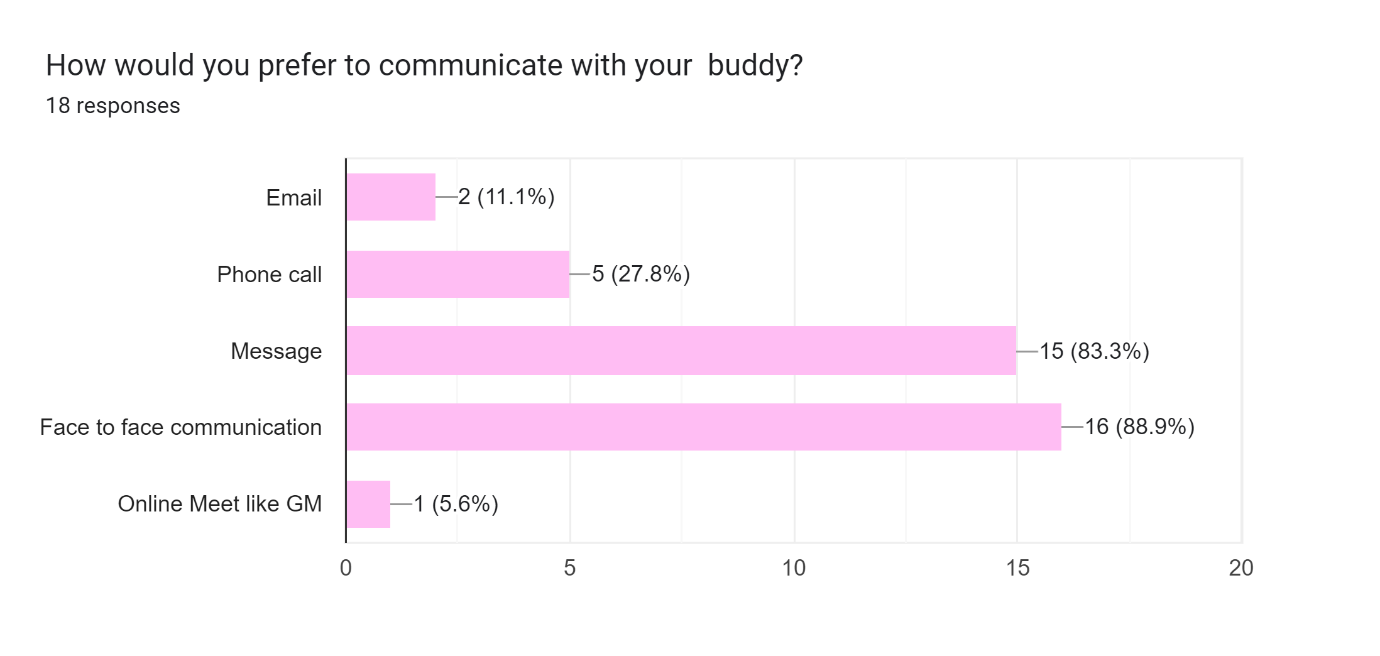 How would you prefer to communicate with your  buddy?
18 responses
Email
2 (11.1%)
Phone call
5 (27.8%)
Message
15 (83.3%)
Face to face communication
16 (88.9%)
Online Meet like GM
1 (5.6%)
0 5 10 15 20